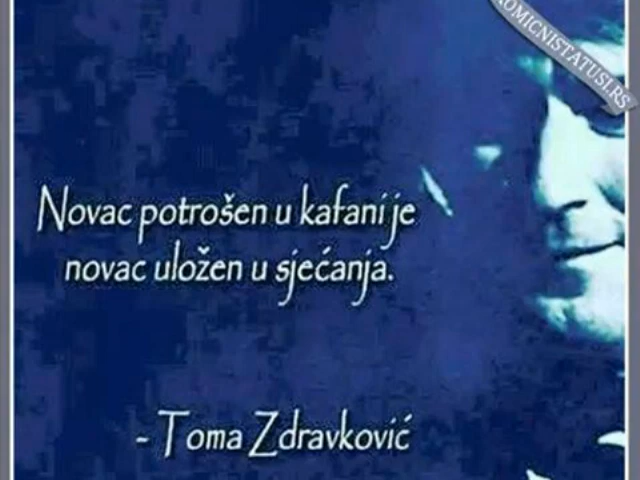 KOMICNISTATUSI.RS
Novac potrošen u kafani je
novac uložen u sjećanja.
- Toma Zdravković